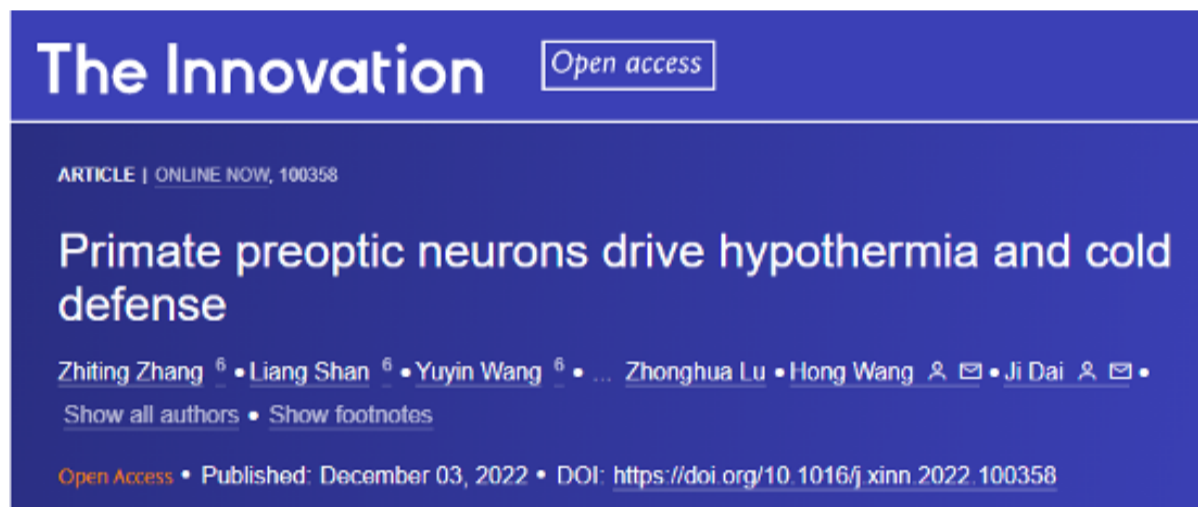 The Innovation Open access
ARTICLE | ONLINE NOW, 100358
Primate preoptic neurons drive hypothermia and cold
defense
Zhiting Zhang 6 • Liang Shan 6 • Yuyin Wang 6 • ... Zhonghua Lu • Hong Wang • Ji Dai •
Show all authors • Show footnotes
Open Access • Published: December 03, 2022 • DOI: https://doi.org/10.1016/j.xinn.2022.100358